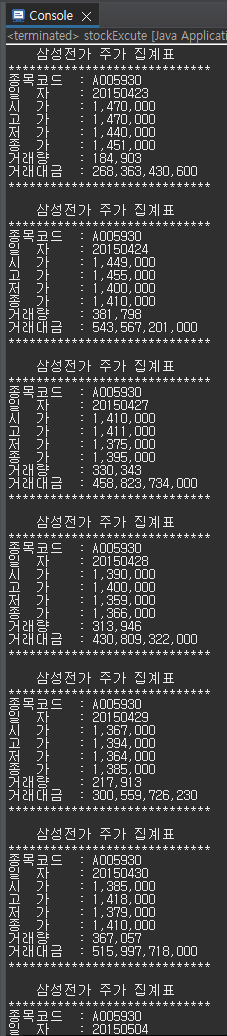 Console
<terminated> stockExcute [Java Applicati
삼성전가 주가 집계표
*************************
종목코드 : A005930
일 자 : 20150423
시 가 : 1,470,000
고 가 : 1,470,000
저 가 : 1,440,000
종 가 : 1,451,000
거래량 : 184,903
거래대금 : 268,363,430,600
*************************
삼성전가 주가 집계표
*************************
종목코드 : A005930
일 자 : 20150424
시 가 : 1,449,000
고 가 : 1,455,000
저 가 : 1,400,000
종 가 : 1,410,000
거래량 : 381,798
거래대금 : 543,567,201,000
*************************
삼성전가 주가 집계표
*************************
종목코드 : A005930
일 자 : 20150427
시 가 : 1,410,000
고 가 : 1,411,000
저 가 : 1,375,000
종 가 : 1,395,000
거래량 : 330,343
거래대금 : 458,823,734,000
*************************
삼성전가 주가 집계표
*************************
종목코드 : A005930
일 자 : 20150428
시 가 : 1,390,000
고 가 : 1,400,000
저 가 : 1,359,000
종 가 : 1,366,000
거래량 : 313,946
거래대금 : 430,809,322,000
*************************
삼성전가 주가 집계표
*************************
종목코드 : A005930
일 자 : 20150429
시 가 : 1,367,000
고 가 : 1,394,000
저 가 : 1,364,000
종 가 : 1,385,000
거래량 : 217,913
거래대금 : 300,559,726,230
*************************
삼성전가 주가 집계표
*************************
종목코드 : A005930
일 자 : 20150430
시 가 : 1,385,000
고 가 : 1,418,000
저 가 : 1,379,000
종 가 : 1,410,000
거래량 : 367,057
거래대금 : 515,997,718,000
*************************
삼성전가 주가 집계표
*************************
종목코드 : A005930
일 자 : 20150504